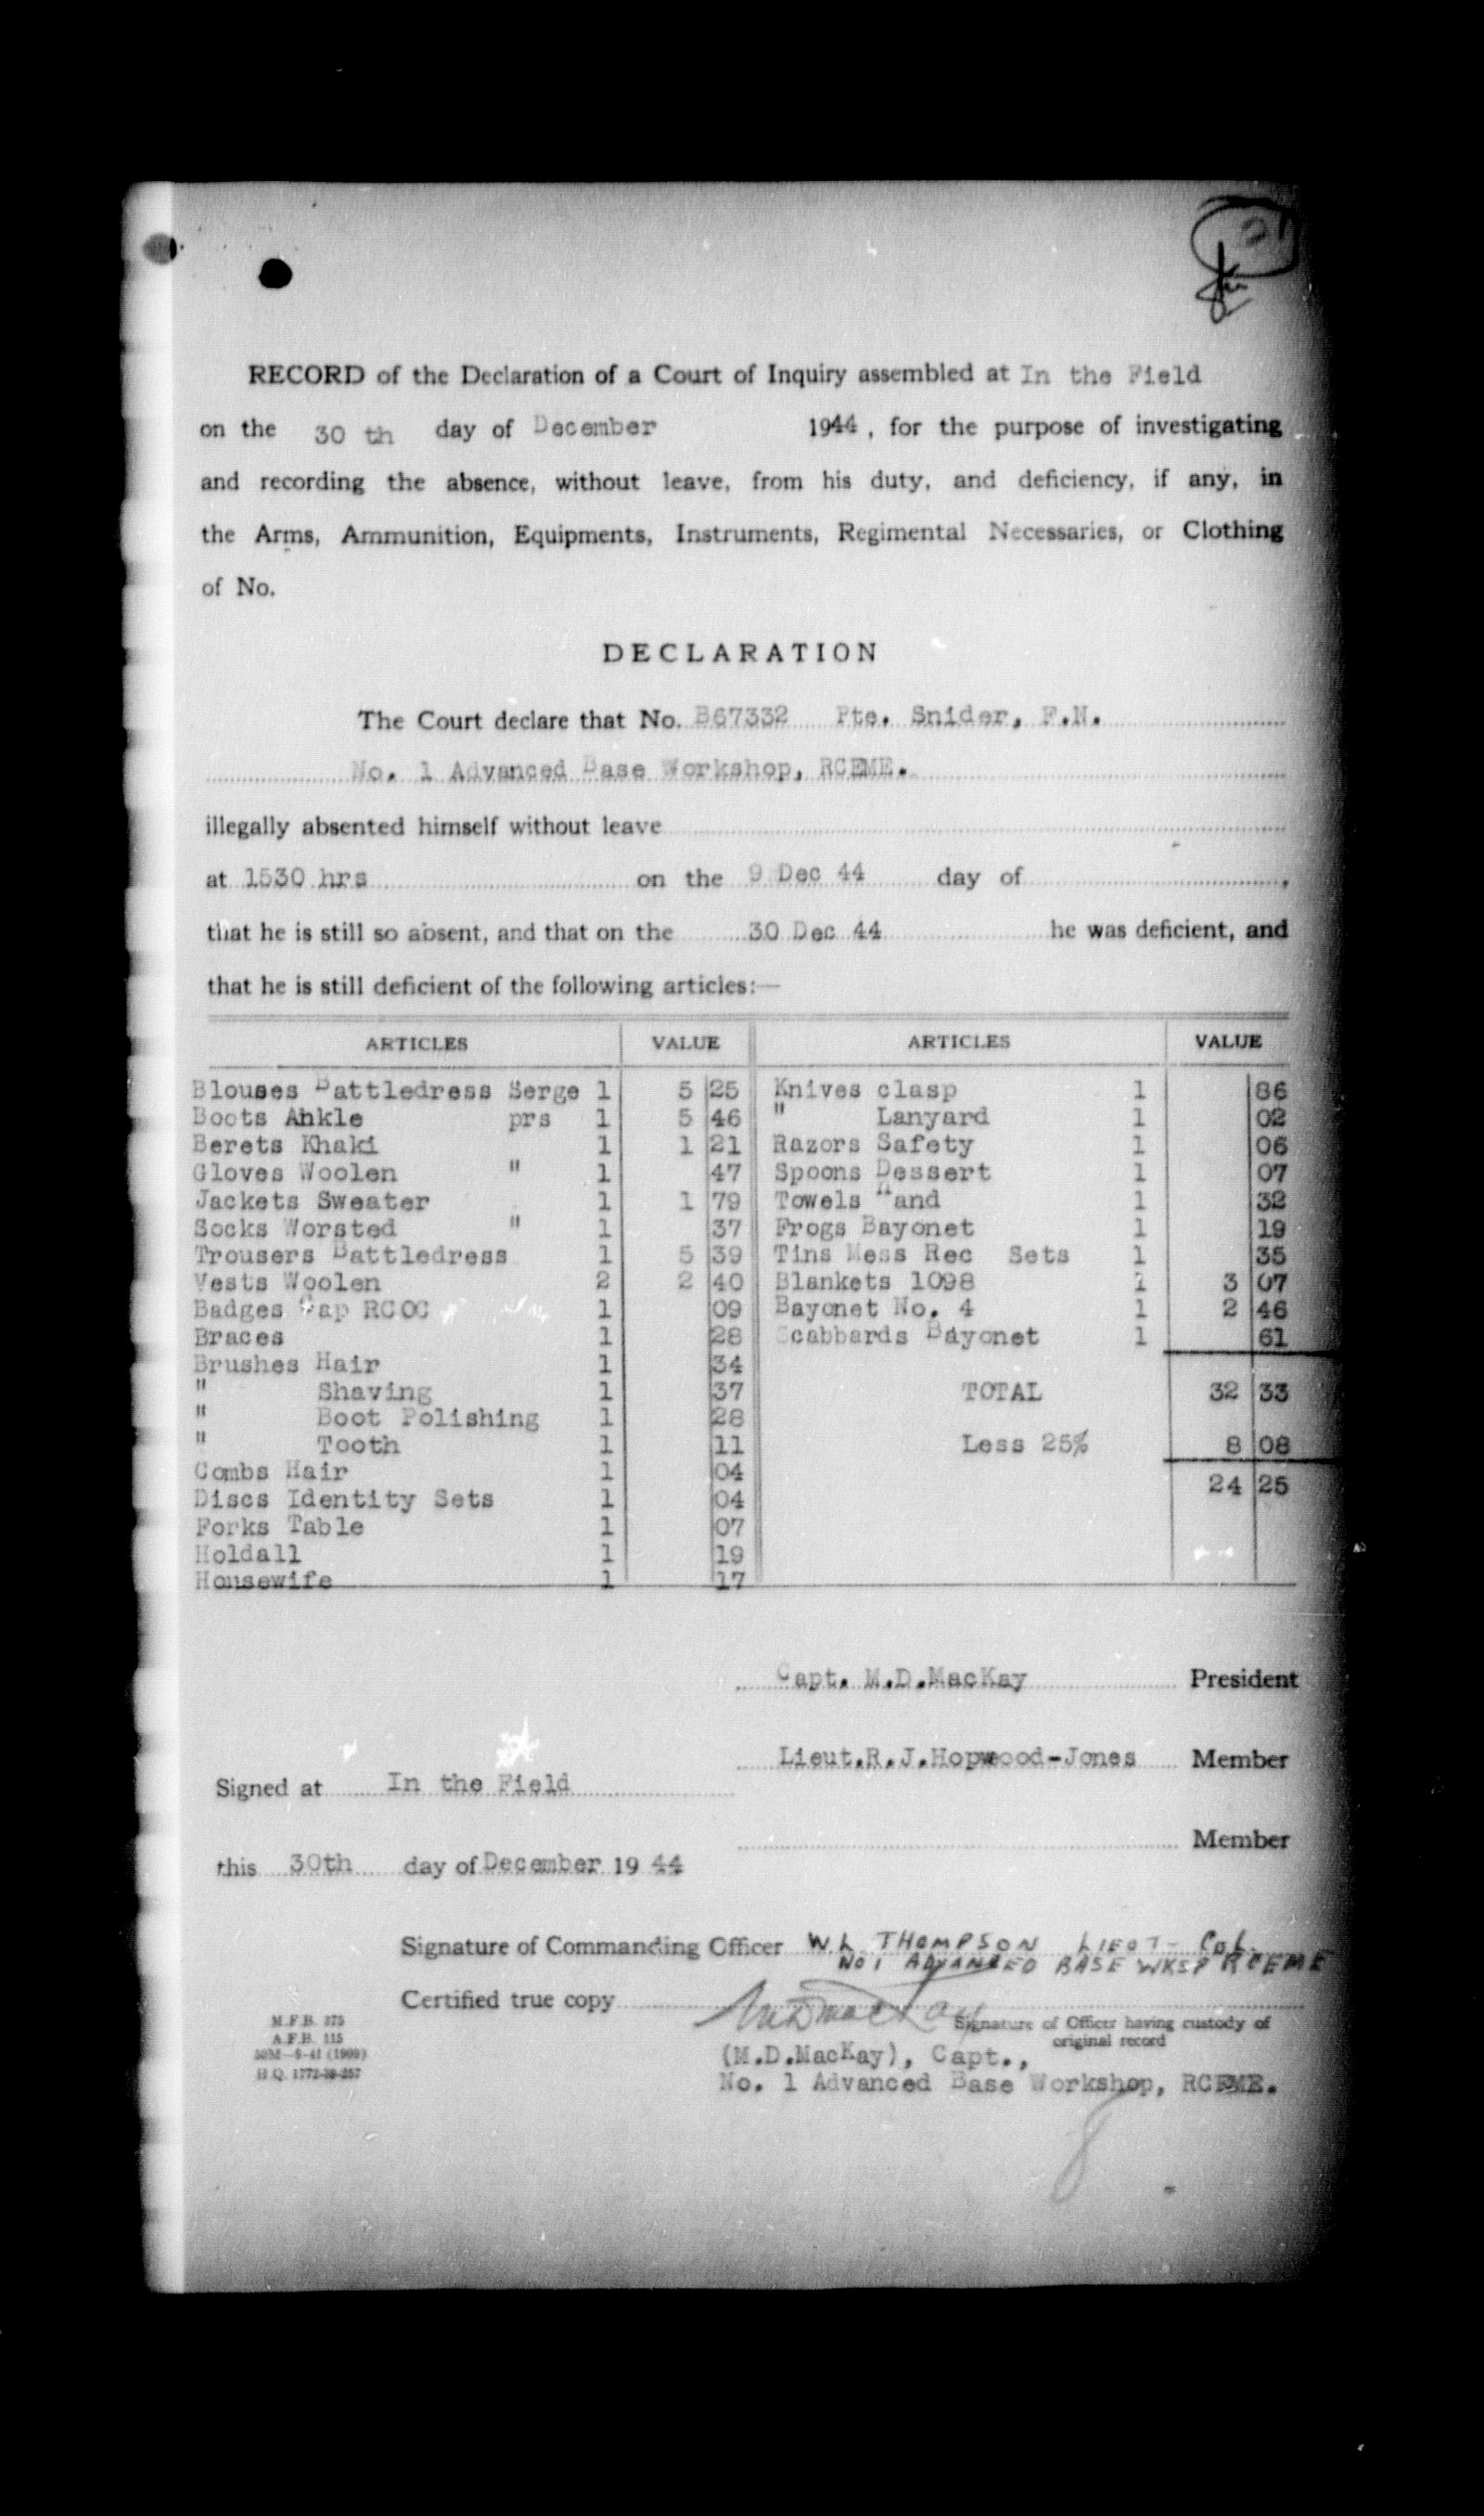 RECORD of the Declaration of a Court of Inquiry assembled at In the Field
on the 30 th day of December 1944, for the purpose of investigating
and recording the absence, without leave, from his duty, and deficiency, if any, in
the Arms, Ammunition, Equipments, Instruments, Regimental Necessaries, or Clothing
of No.
DECLARATION
The Court declare that No. B67332 Pte. Snider, F.N.
No. 1 Advanced Base Workshop, RCEME.
illegally absented himself without leave
at 1530 hrs on the 9 Dec 44 day of ,
that he is still so absent, and that on the 30 Dec 44 he was deficient, and
that he is still deficient of the following articles:—
ARTICLES VALUE ARTICLES VALUE
Blouses Battledress Serge 1 5 25 Knives clasp 1 86
Boots Ankle prs 1 5 46 " Lanyard 1 02
Berets Khaki 1 1 21 Razors Safety 1 06
Gloves Woolen " 1 47 Spoons Dessert 1 07
Jackets Sweater 1 1 79 Towels Hand 1 32
Socks Worsted " 1 37 Frogs Bayonet 1 19
Trousers Battledress 1 5 39 Tins Mess Rec Sets 1 35
Vests Woolen 2 2 40 Blankets 1098 1 3 07
Badges Cap RCOC 1 09 Bayonet No. 4 1 2 46
Braces 1 28 Scabbards Bayonet 1 61
Brushes Hair 1 34
" Shaving 1 37 TOTAL 32 33
" Boot Polishing 1 28
" Tooth 1 11 Less 25% 8 08
Combs Hair 1 04
24 25
Discs Identity Sets 1 04
Forks Table 1 07
Holdall 1 19
Housewife 1 17
Capt. M.D.MacKay President
Lieut.R.J.Hopwood-Jones Member
Signed at In the Field
Member
this 30th day of December 19 44
Signature of Commanding Officer W.L THOMPSON LIEUT- COL.
NO 1 ADVANCED BASE WKSP RCEME
Certified true copy MDMacKay
Signature of Officer having custody of
original record
M.F.B. 375
A.F.B. 115
H.Q. 1772-39-257
(M.D.MacKay), Capt.,
No. 1 Advanced Base Workshop, RCEME.
8